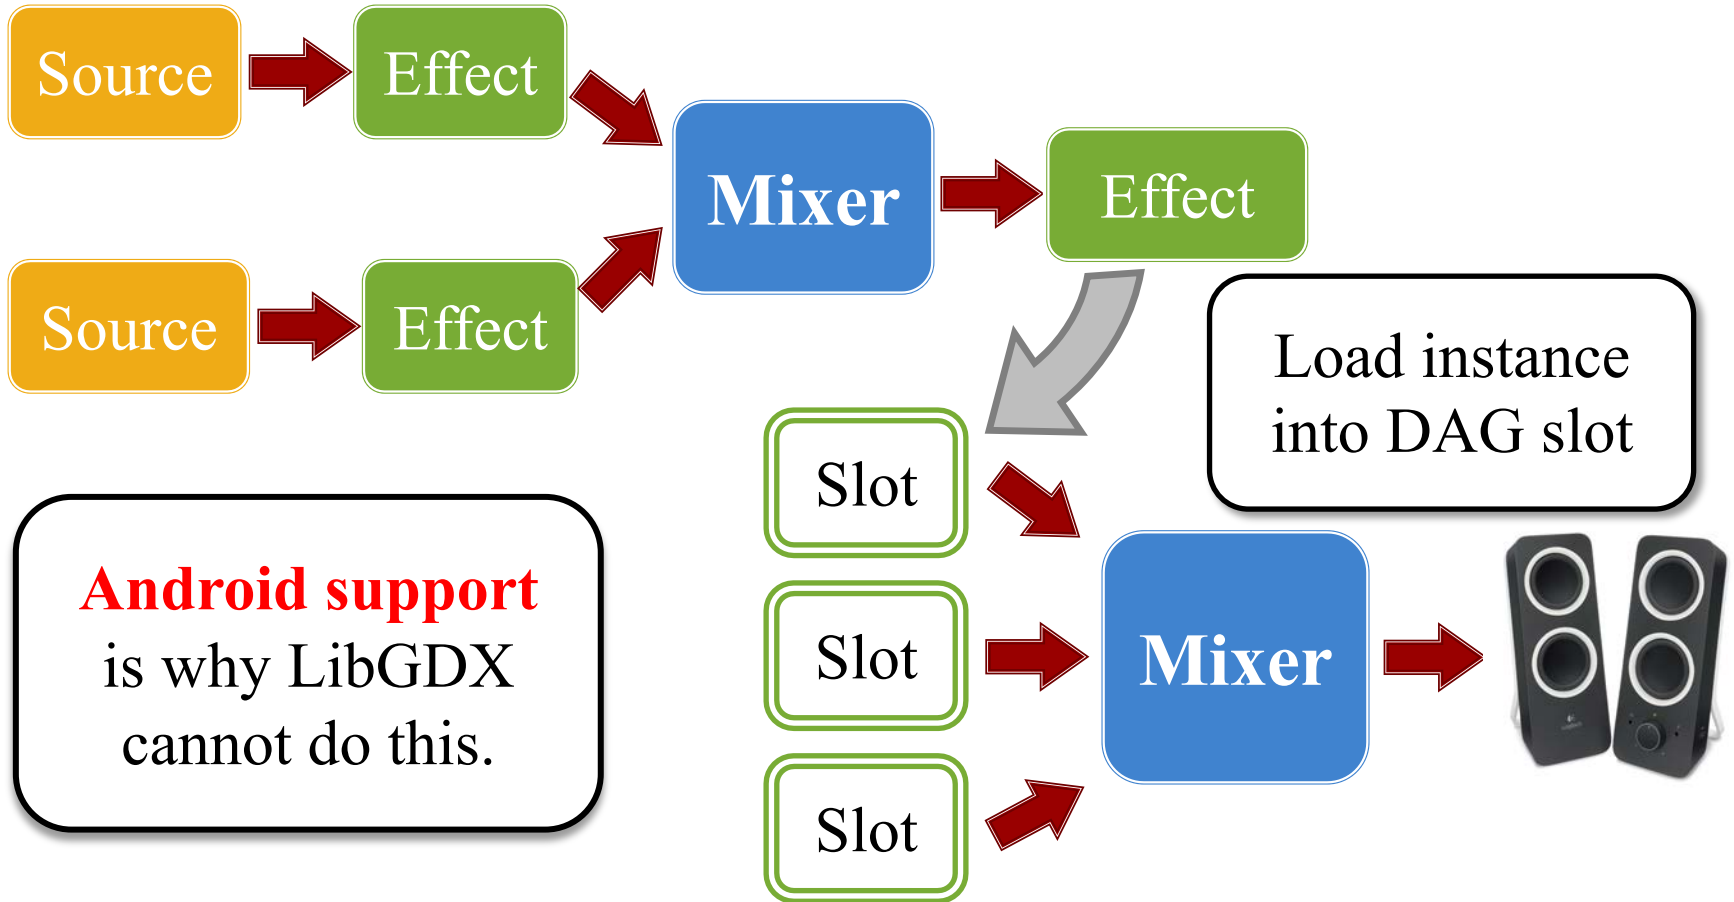 Source
Effect
Mixer
Effect
Source
Effect
Load instance
into DAG slot
Slot
Android support
is why LibGDX
cannot do this.
Slot
Mixer
Slot